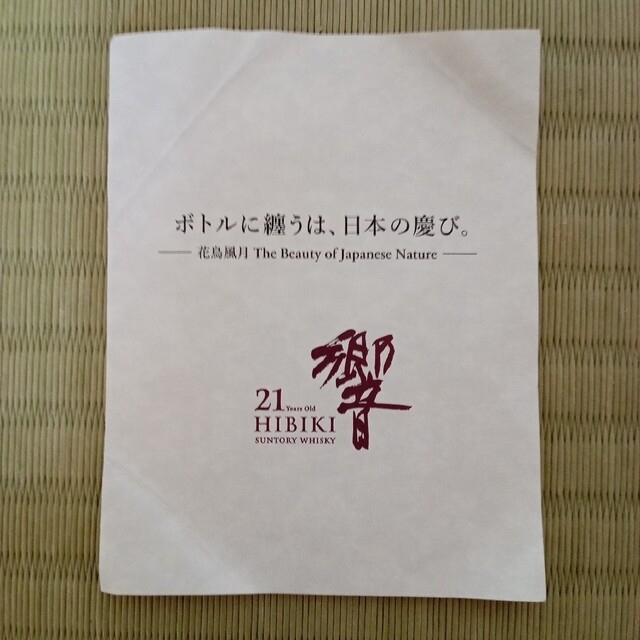 ボトルに纏うは、日本の慶び。
花鳥風月 The Beauty of Japanese Nature
響
21 Years Old
HIBIKI
SUNTORY WHISKY